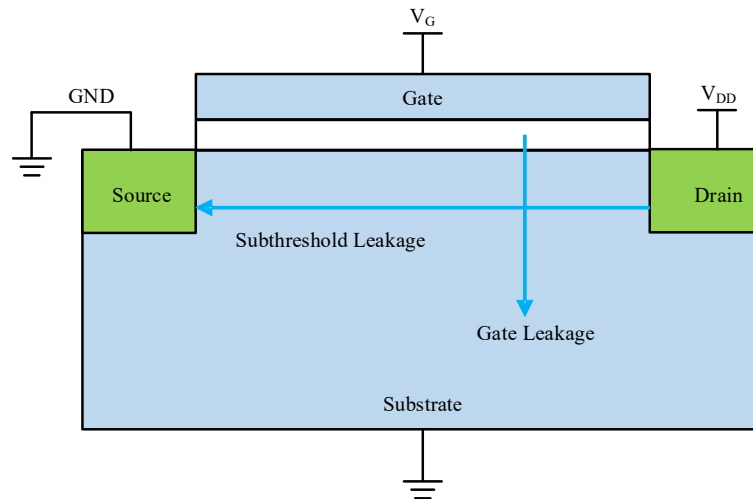 V_G
GND
Gate
V_DD
Source
Drain
Subthreshold Leakage
Gate Leakage
Substrate